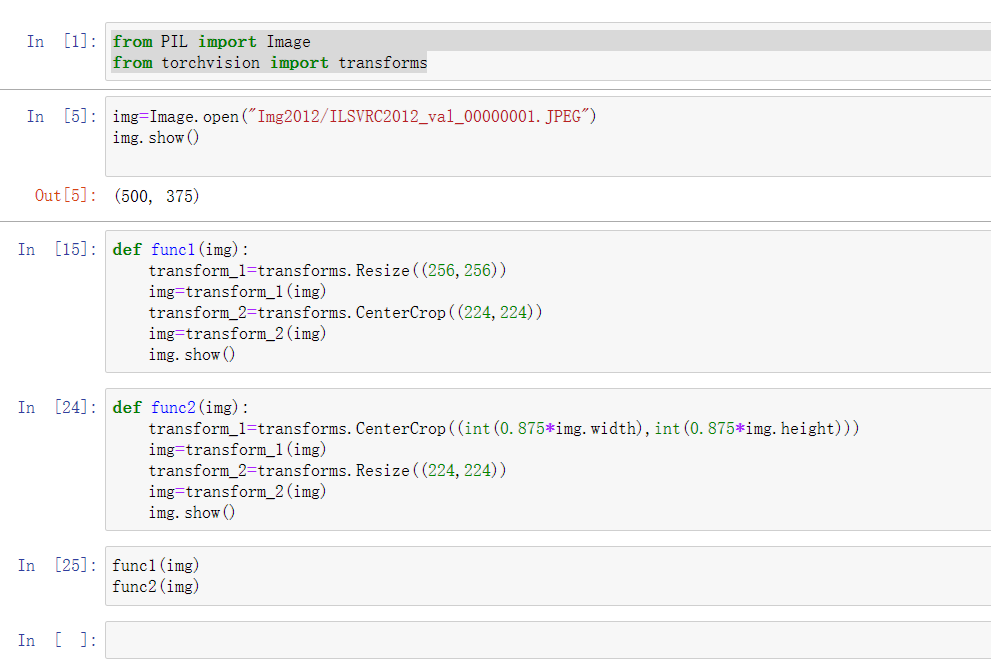 In [1]:
from PIL import Image
from torchvision import transforms
In [5]:
img=Image.open("Img2012/ILSVRC2012_val_00000001.JPEG")
img.show()
Out[5]: (500, 375)
In [15]:
def func1(img):
    transform_1=transforms.Resize((256,256))
    img=transform_1(img)
    transform_2=transforms.CenterCrop((224,224))
    img=transform_2(img)
    img.show()
In [24]:
def func2(img):
    transform_1=transforms.CenterCrop((int(0.875*img.width),int(0.875*img.height)))
    img=transform_1(img)
    transform_2=transforms.Resize((224,224))
    img=transform_2(img)
    img.show()
In [25]:
func1(img)
func2(img)
In [ ]: